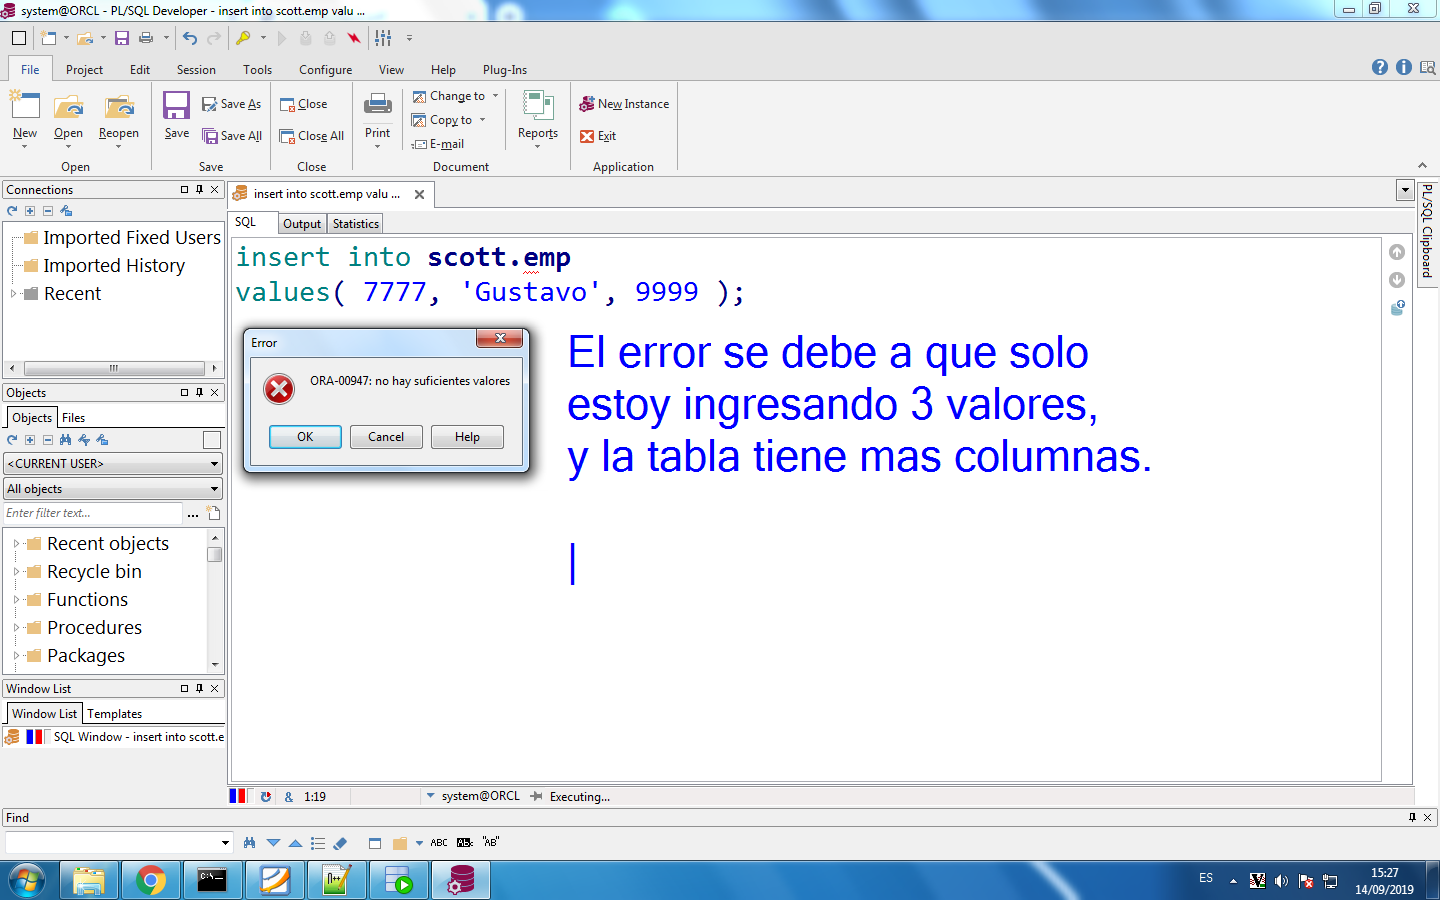 system@ORCL - PL/SQL Developer - insert into scott.emp valu ...
File Project Edit Session Tools Configure View Help Plug-Ins
New Open Reopen
Open
Save Save As Save All
Save
Close Close All
Close
Print Change to Copy to E-mail Reports
Document
New Instance Exit
Application
Connections
Imported Fixed Users
Imported History
Recent
Objects
Objects Files
<CURRENT USER>
All objects
Enter filter text... ...
Recent objects
Recycle bin
Functions
Procedures
Packages
Window List
Window List Templates
SQL Window - insert into scott.e
insert into scott.emp valu ...
SQL Output Statistics
insert into scott.emp
values( 7777, 'Gustavo', 9999 );
Error
ORA-00947: no hay suficientes valores
OK Cancel Help
El error se debe a que solo
estoy ingresando 3 valores,
y la tabla tiene mas columnas.
PL/SQL Clipboard
& 1:19 system@ORCL Executing...
Find
ABC AB "AB"
C:\. N++
ES 15:27
14/09/2019